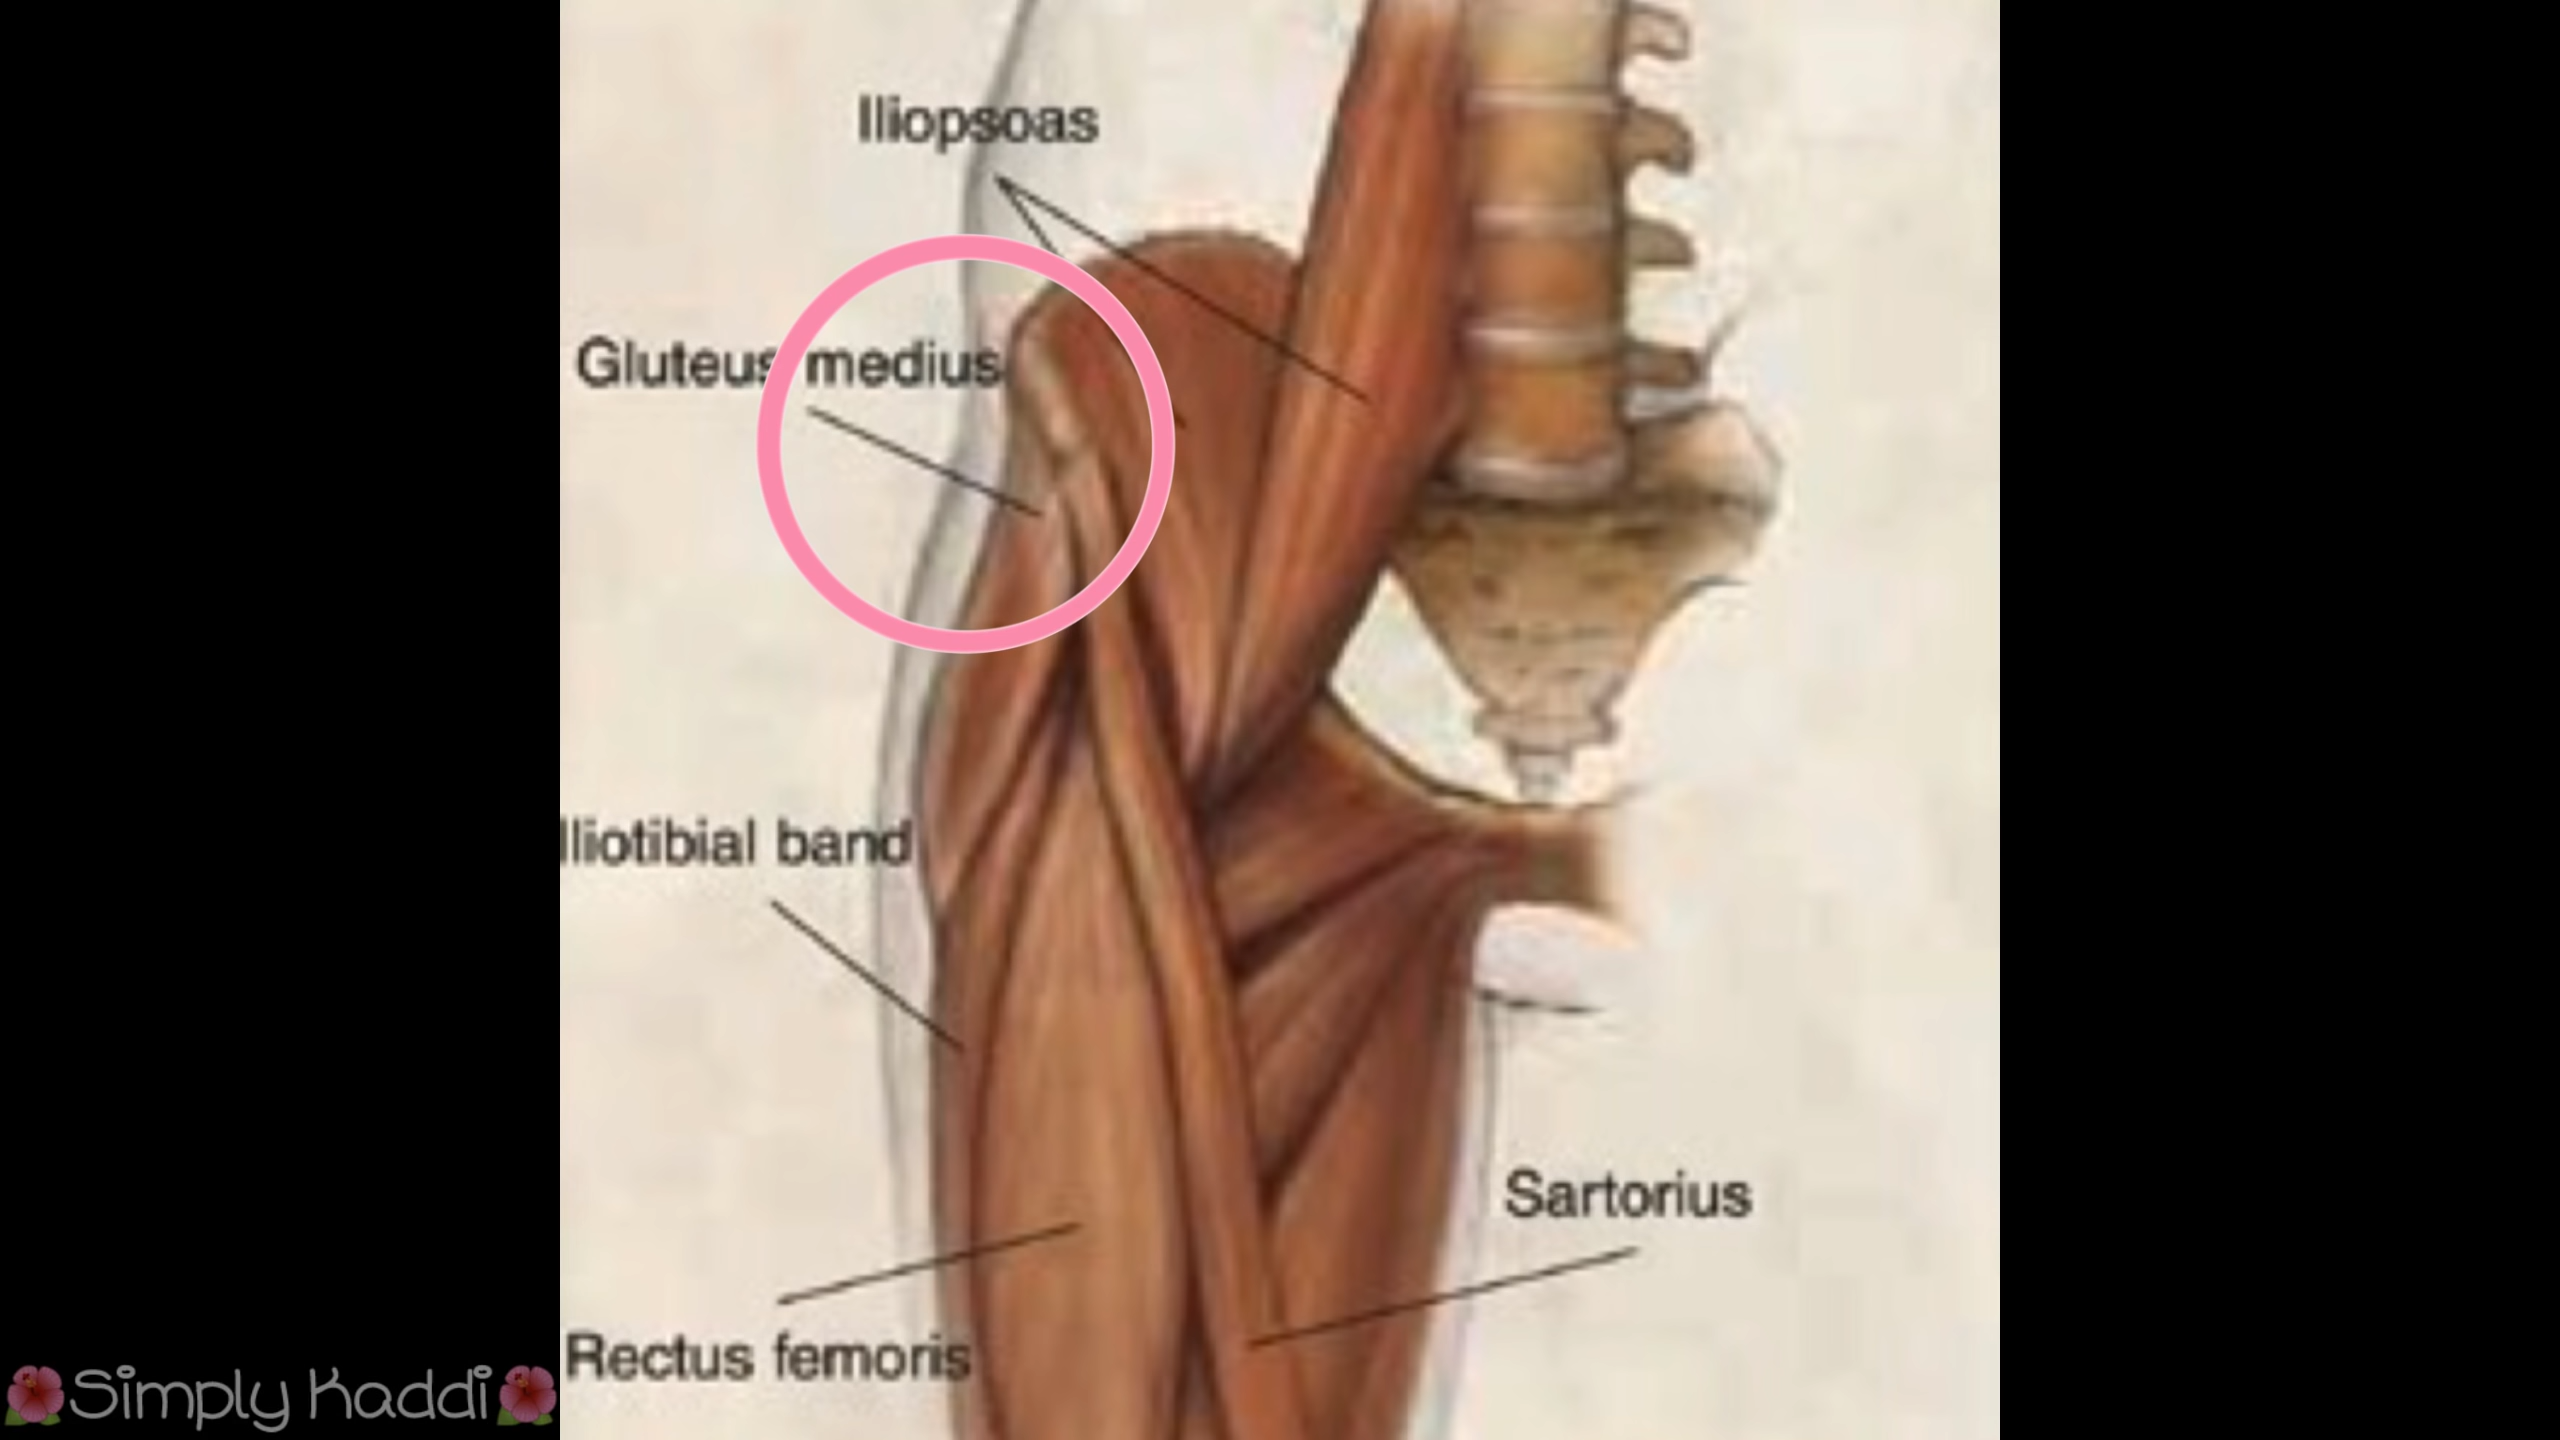 Iliopsoas
Gluteus medius
Iliotibial band
Rectus femoris
Sartorius
Simply Kaddi